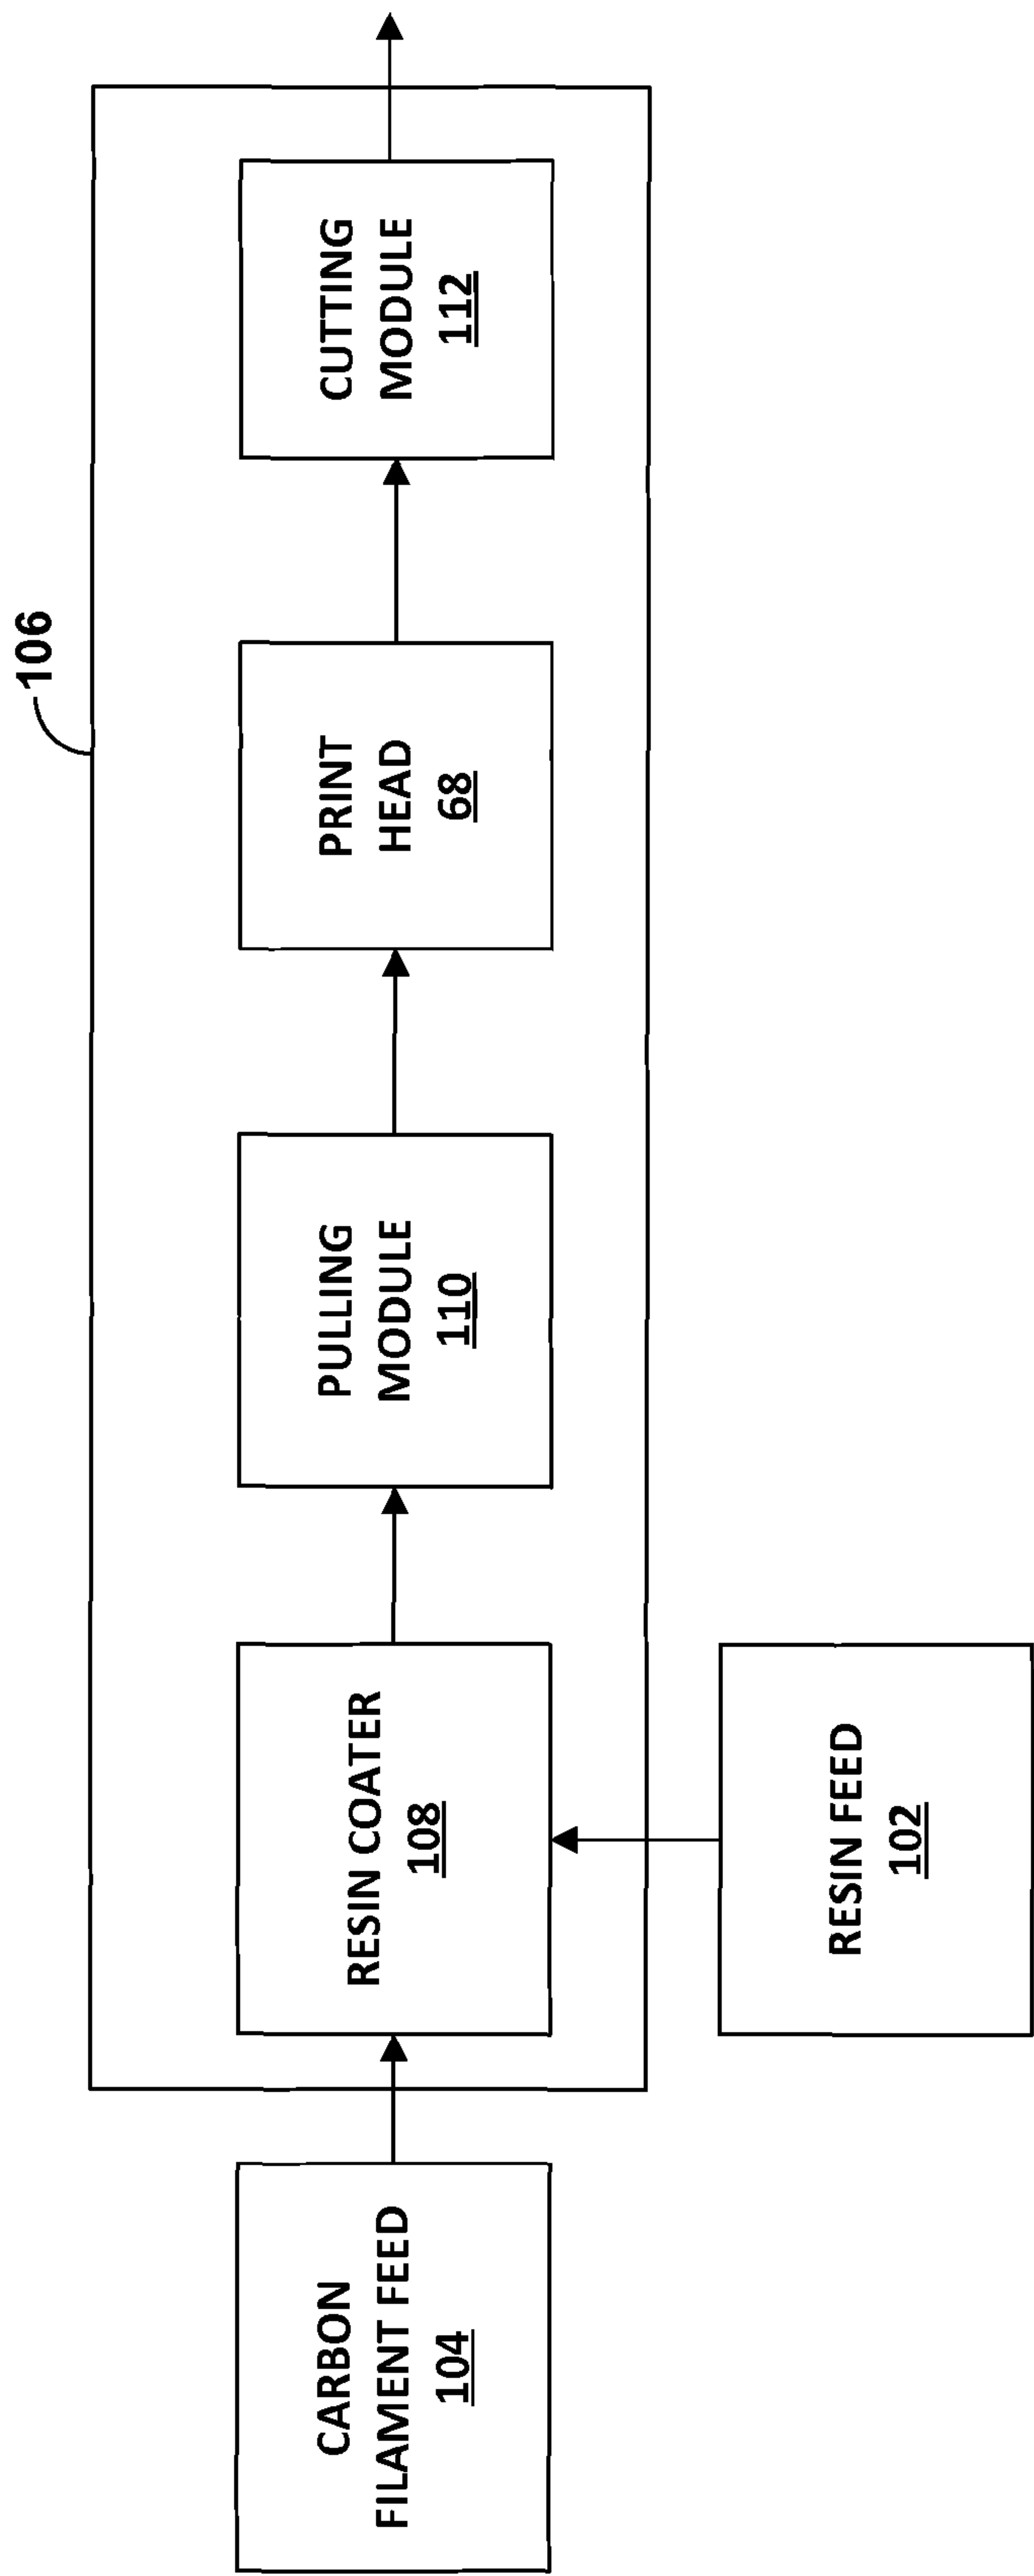 106
CARBON
FILAMENT FEED
104
RESIN COATER
108
PULLING
MODULE
110
PRINT
HEAD
68
CUTTING
MODULE
112
RESIN FEED
102